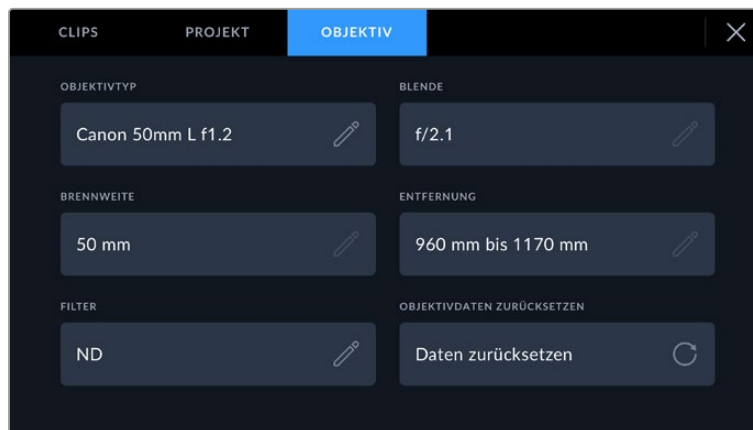 CLIPS PROJEKT OBJEKTIV
OBJEKTIVTYP
Canon 50mm L f1.2
BLENDE
f/2.1
BRENNWEITE
50 mm
ENTFERNUNG
960 mm bis 1170 mm
FILTER
ND
OBJEKTIVDATEN ZURÜCKSETZEN
Daten zurücksetzen